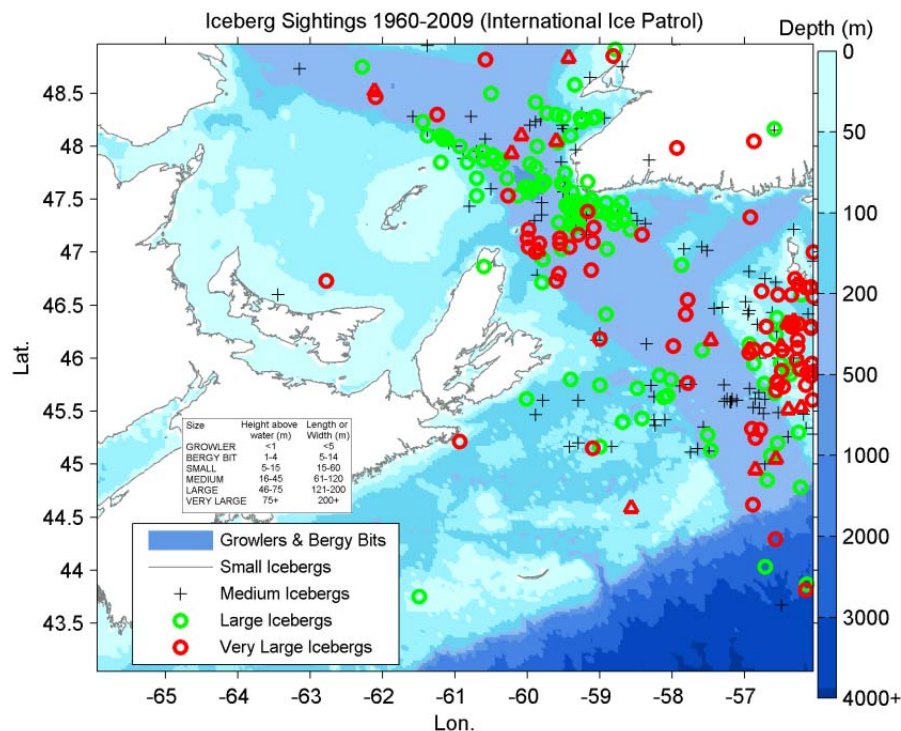 Iceberg Sightings 1960-2009 (International Ice Patrol)
Depth (m)
48.5
48
47.5
47
46.5
46
45.5
45
44.5
44
43.5
Lat.
0
50
100
200
500
1000
2000
3000
4000+
Size Height above water (m) Length or Width (m)
GROWLER <1 <5
BERGY BIT 1-4 5-14
SMALL 5-15 15-60
MEDIUM 16-45 61-120
LARGE 46-75 121-200
VERY LARGE 75+ 200+
Growlers & Bergy Bits
Small Icebergs
Medium Icebergs
Large Icebergs
Very Large Icebergs
-65 -64 -63 -62 -61 -60 -59 -58 -57
Lon.